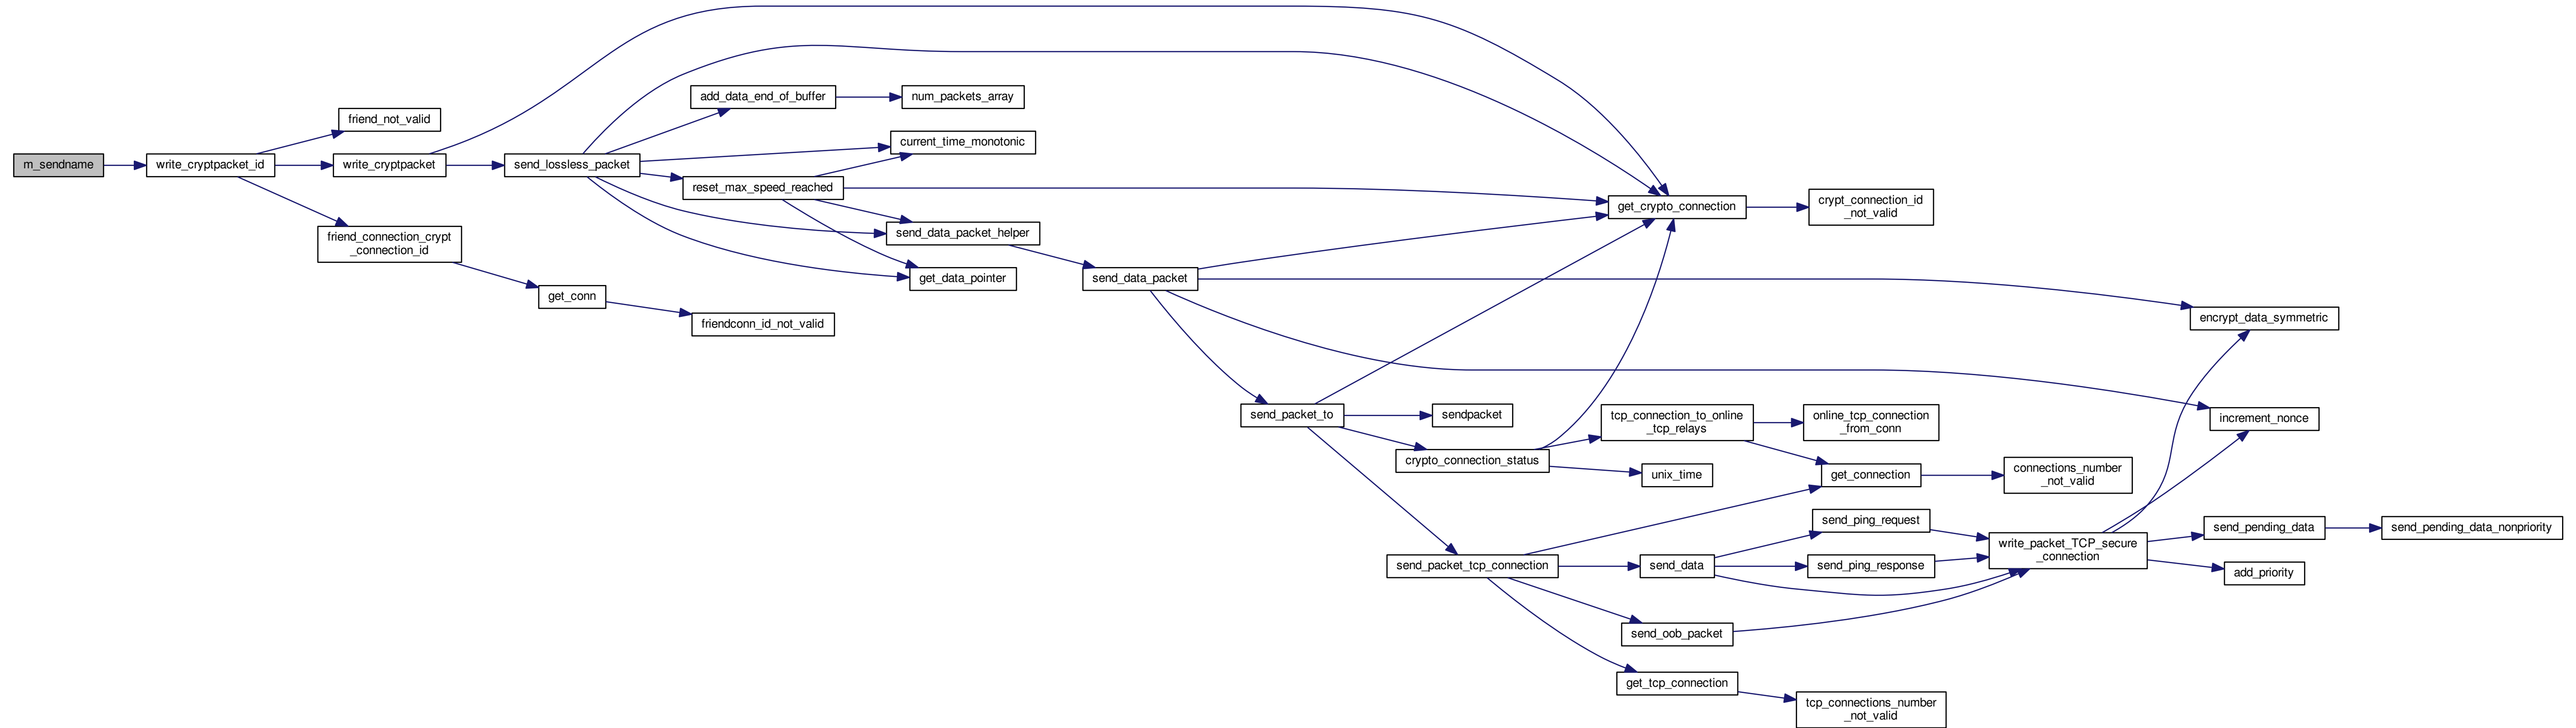 m_sendname
write_cryptpacket_id
friend_not_valid
write_cryptpacket
friend_connection_crypt
_connection_id
send_lossless_packet
get_conn
add_data_end_of_buffer
reset_max_speed_reached
friendconn_id_not_valid
num_packets_array
current_time_monotonic
send_data_packet_helper
get_data_pointer
send_data_packet
send_packet_to
sendpacket
crypto_connection_status
send_packet_tcp_connection
get_crypto_connection
tcp_connection_to_online
_tcp_relays
unix_time
send_data
send_oob_packet
get_tcp_connection
crypt_connection_id
_not_valid
online_tcp_connection
_from_conn
get_connection
send_ping_request
send_ping_response
tcp_connections_number
_not_valid
connections_number
_not_valid
write_packet_TCP_secure
_connection
encrypt_data_symmetric
increment_nonce
send_pending_data
add_priority
send_pending_data_nonpriority